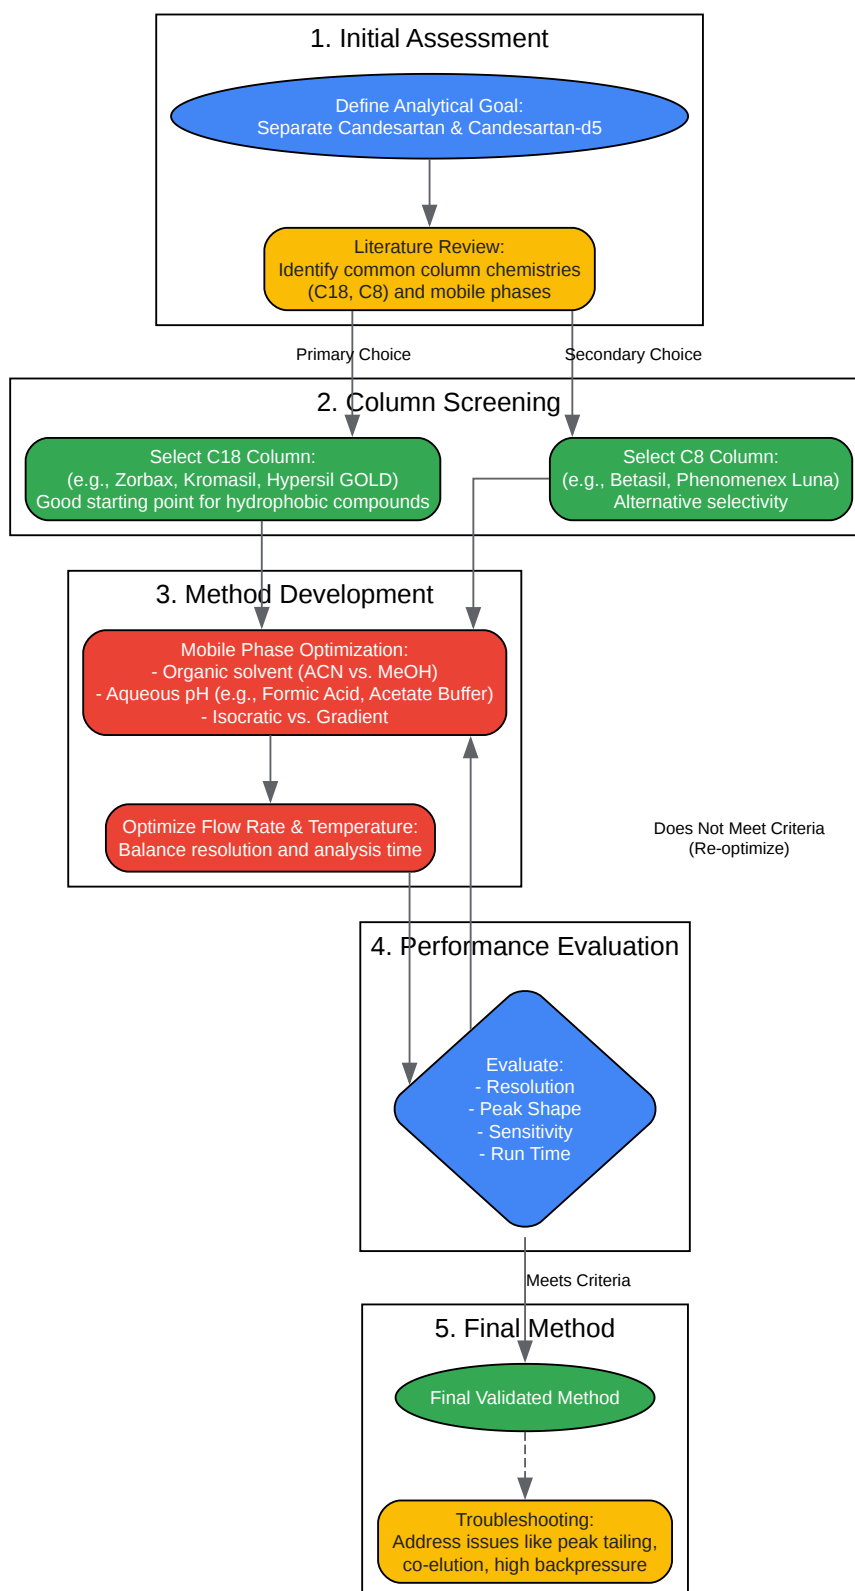 1. Initial Assessment
Define Analytical Goal:
Separate Candesartan & Candesartan-d5
Literature Review:
Identify common column chemistries
(C18, C8) and mobile phases
Primary Choice
Secondary Choice
2. Column Screening
Select C18 Column:
(e.g., Zorbax, Kromasil, Hypersil GOLD)
Good starting point for hydrophobic compounds
Select C8 Column:
(e.g., Betasil, Phenomenex Luna)
Alternative selectivity
3. Method Development
Mobile Phase Optimization:
- Organic solvent (ACN vs. MeOH)
- Aqueous pH (e.g., Formic Acid, Acetate Buffer)
- Isocratic vs. Gradient
Optimize Flow Rate & Temperature:
Balance resolution and analysis time
Does Not Meet Criteria
(Re-optimize)
4. Performance Evaluation
Evaluate:
- Resolution
- Peak Shape
- Sensitivity
- Run Time
Meets Criteria
5. Final Method
Final Validated Method
Troubleshooting:
Address issues like peak tailing,
co-elution, high backpressure